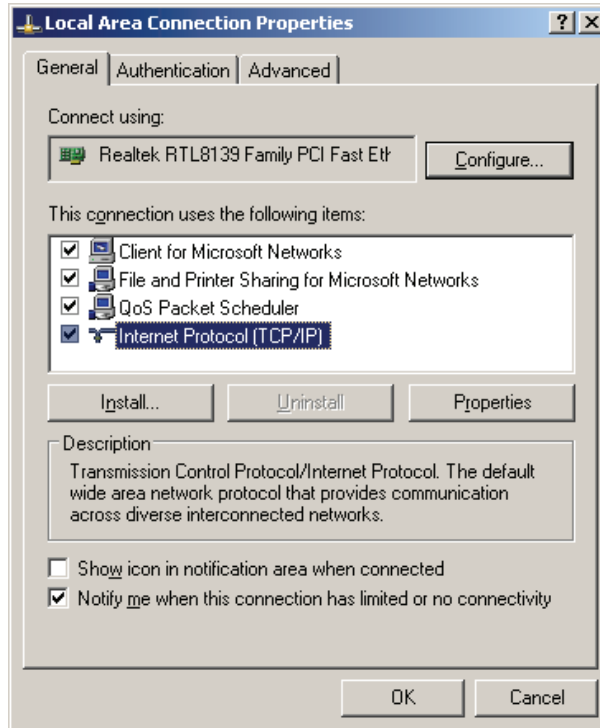 Local Area Connection Properties
General Authentication Advanced
Connect using:
Realtek RTL8139 Family PCI Fast Eth
Configure...
This connection uses the following items:
Client for Microsoft Networks
File and Printer Sharing for Microsoft Networks
QoS Packet Scheduler
Internet Protocol (TCP/IP)
Install... Uninstall Properties
Description
Transmission Control Protocol/Internet Protocol. The default
wide area network protocol that provides communication
across diverse interconnected networks.
Show icon in notification area when connected
Notify me when this connection has limited or no connectivity
OK Cancel